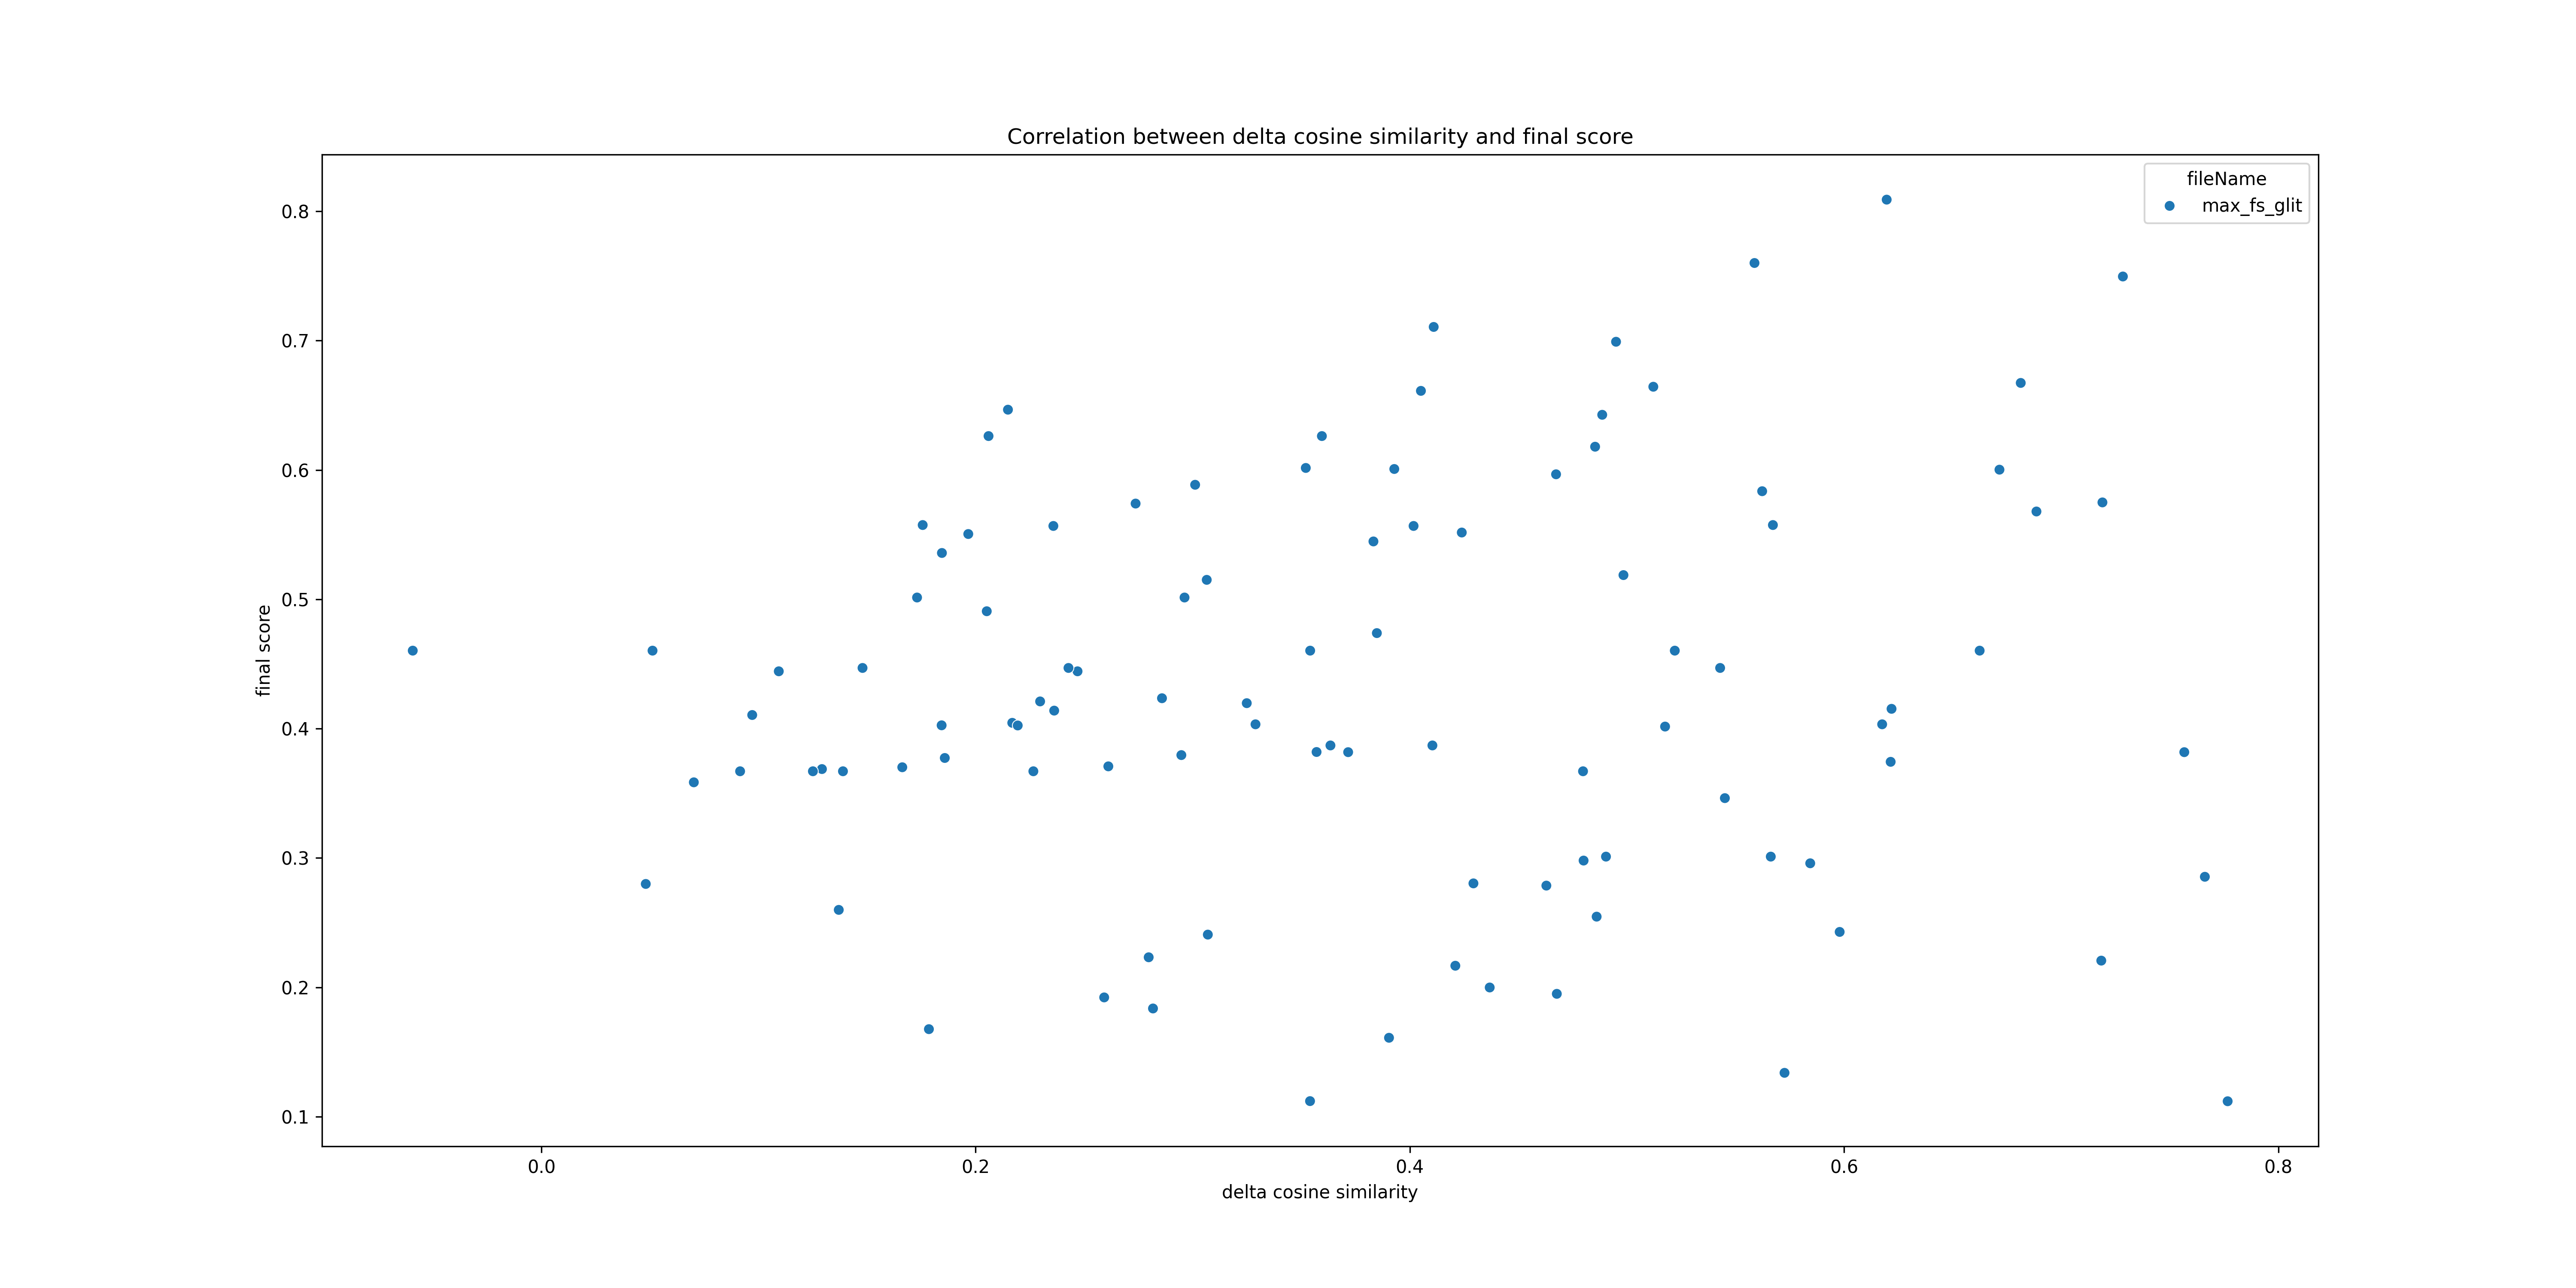 Correlation between delta cosine similarity and final score
fileName
max_fs_glit
0.8
0.7
0.6
0.5
0.4
0.3
0.2
0.1
final score
0.0 0.2 0.4 0.6 0.8
delta cosine similarity